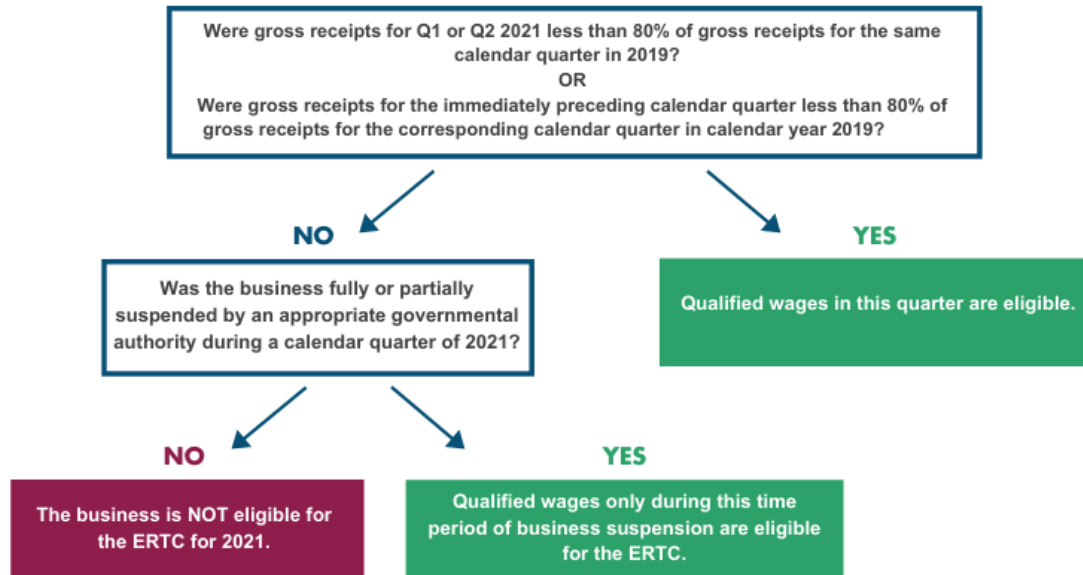 Were gross receipts for Q1 or Q2 2021 less than 80% of gross receipts for the same
calendar quarter in 2019?
OR
Were gross receipts for the immediately preceding calendar quarter less than 80% of
gross receipts for the corresponding calendar quarter in calendar year 2019?
NO
YES
Was the business fully or partially
suspended by an appropriate governmental
authority during a calendar quarter of 2021?
Qualified wages in this quarter are eligible.
NO
YES
The business is NOT eligible for
the ERTC for 2021.
Qualified wages only during this time
period of business suspension are eligible
for the ERTC.